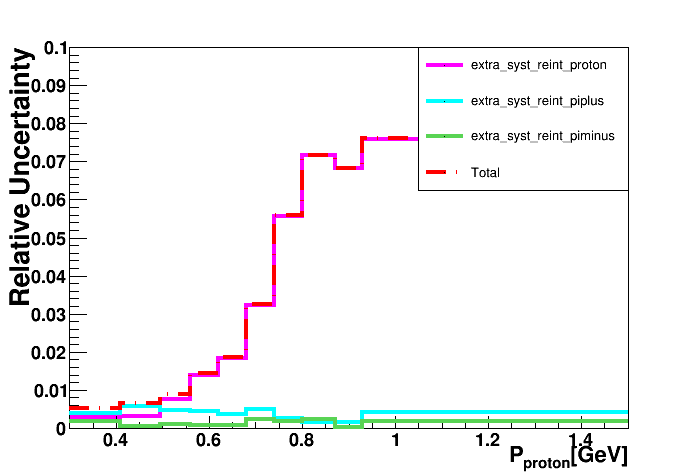 Relative Uncertainty
0.1
0.09
0.08
0.07
0.06
0.05
0.04
0.03
0.02
0.01
0
extra_syst_reint_proton
extra_syst_reint_piplus
extra_syst_reint_piminus
Total
0.4 0.6 0.8 1 1.2 1.4
Pproton[GeV]